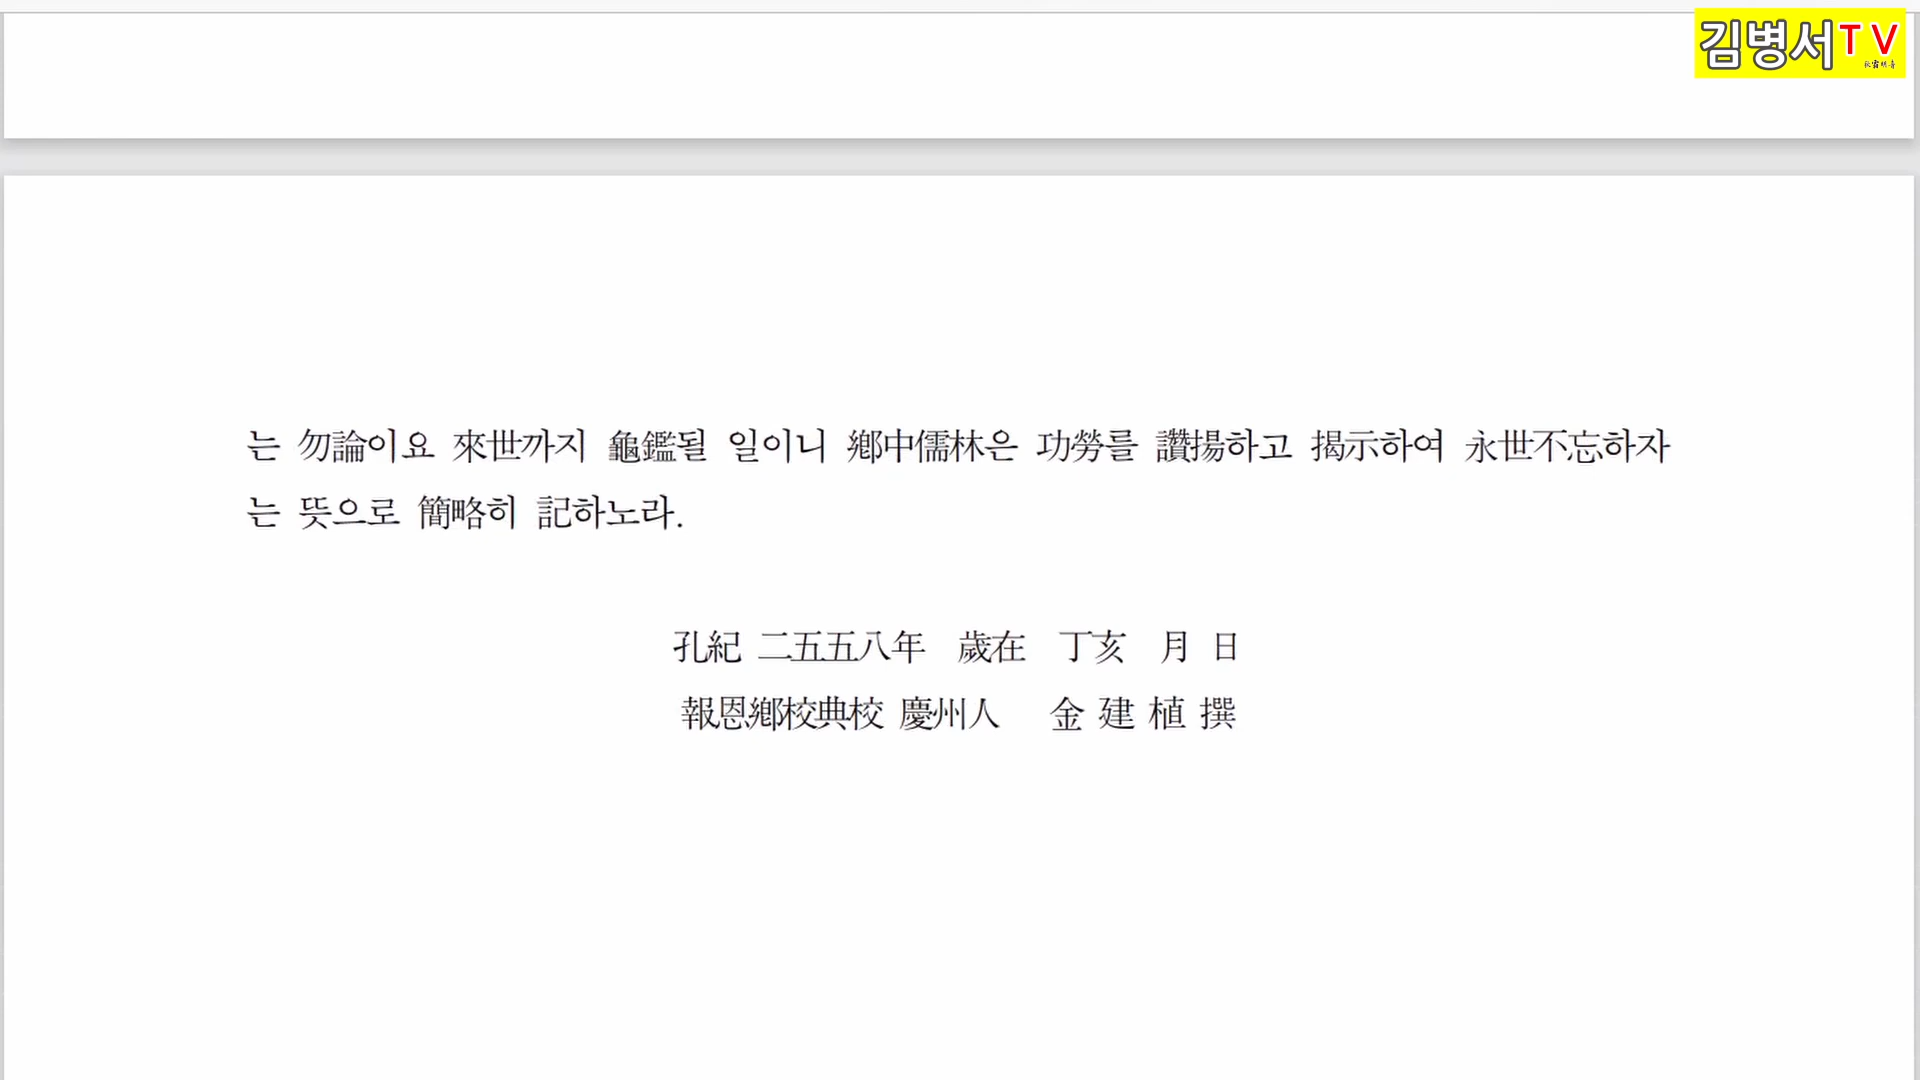 김병서TV
는 勿論이요 來世까지 龜鑑될 일이니 鄕中儒林은 功勞를 讚揚하고 揭示하여 永世不忘하자
는 뜻으로 簡略히 記하노라.
孔紀 二五五八年 歲在 丁亥 月 日
報恩鄕校典校 慶州人 金 建 植 撰